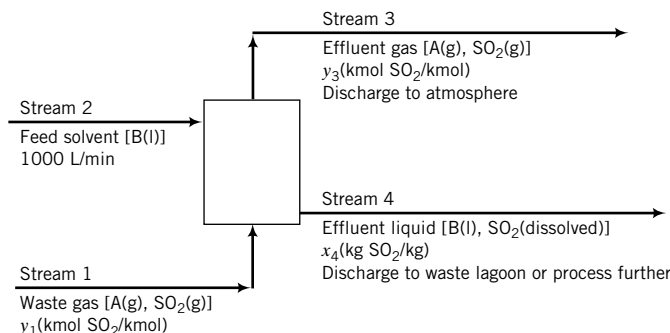 Stream 3
Effluent gas [A(g), SO₂(g)]
y₃(kmol SO₂/kmol)
Discharge to atmosphere
Stream 2
Feed solvent [B(l)]
1000 L/min
Stream 4
Effluent liquid [B(l), SO₂(dissolved)]
x₄(kg SO₂/kg)
Discharge to waste lagoon or process further
Stream 1
Waste gas [A(g), SO₂(g)]
y₁(kmol SO₂/kmol)